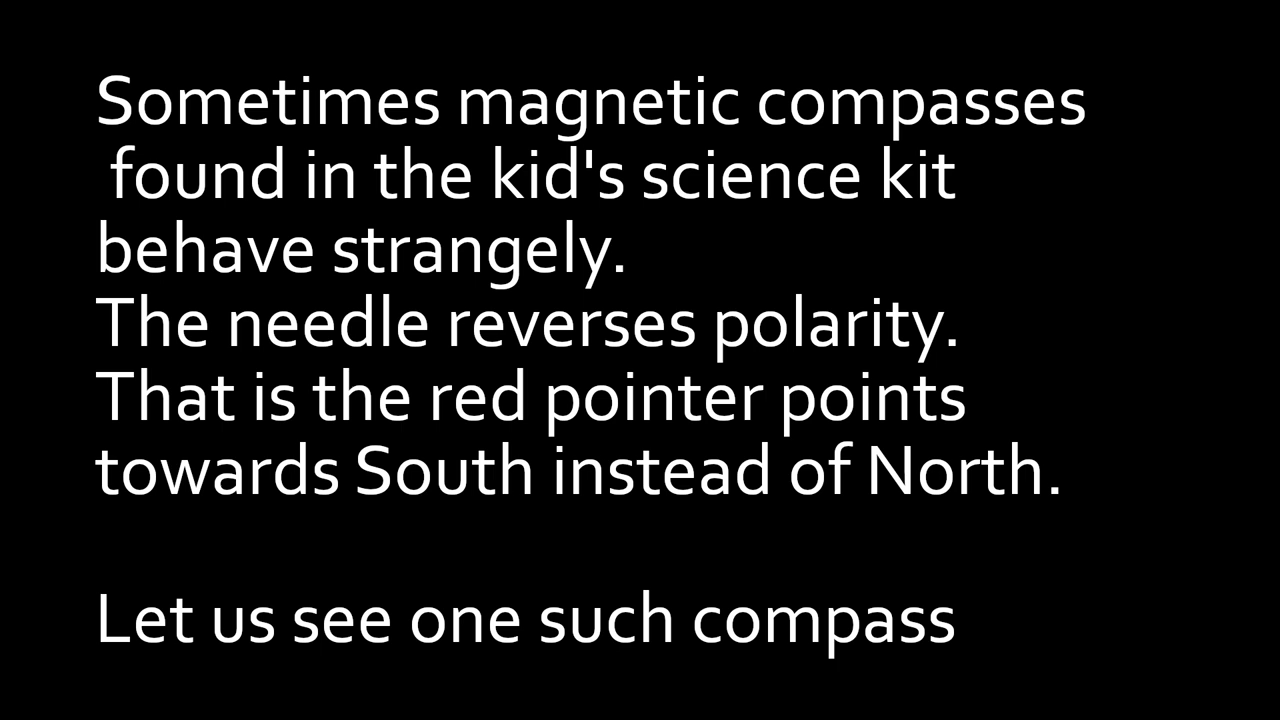 Sometimes magnetic compasses
found in the kid's science kit
behave strangely.
The needle reverses polarity.
That is the red pointer points
towards South instead of North.
Let us see one such compass